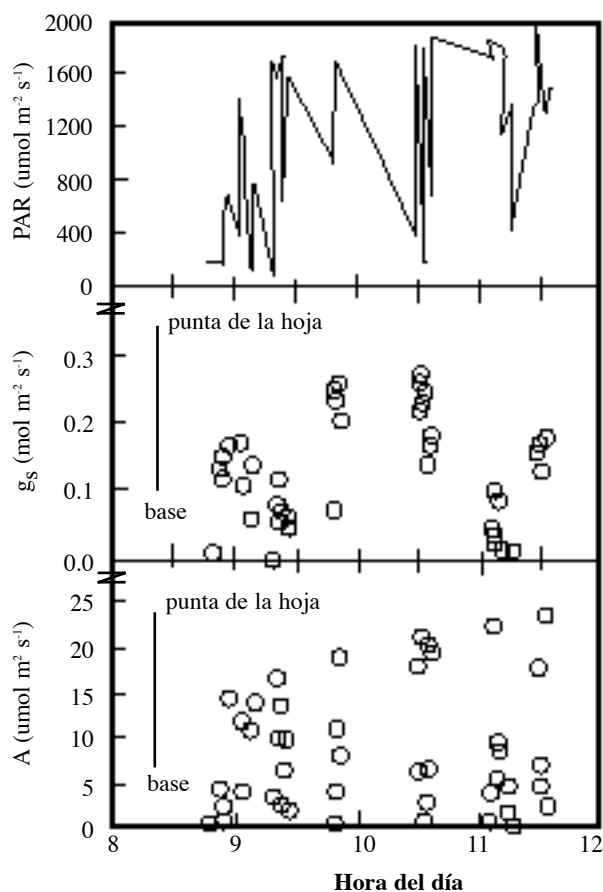 2000
1600
1200
800
400
0
PAR (umol m⁻² s⁻¹)
punta de la hoja
0.3
0.2
0.1
0.0
base
gs (mol m⁻² s⁻¹)
punta de la hoja
25
20
15
10
5
0
base
A (umol m² s⁻¹)
8
9
10
11
12
Hora del día